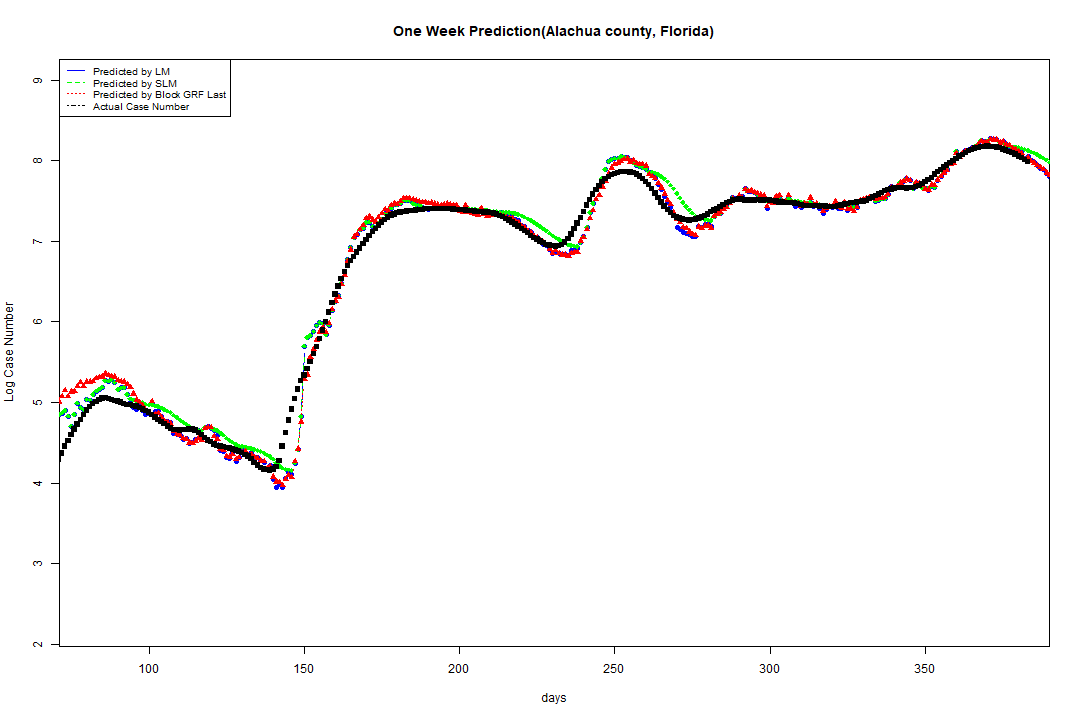 One Week Prediction(Alachua county, Florida)
Predicted by LM
Predicted by SLM
Predicted by Block GRF Last
Actual Case Number
9
8
7
6
5
4
3
2
Log Case Number
100 150 200 250 300 350
days